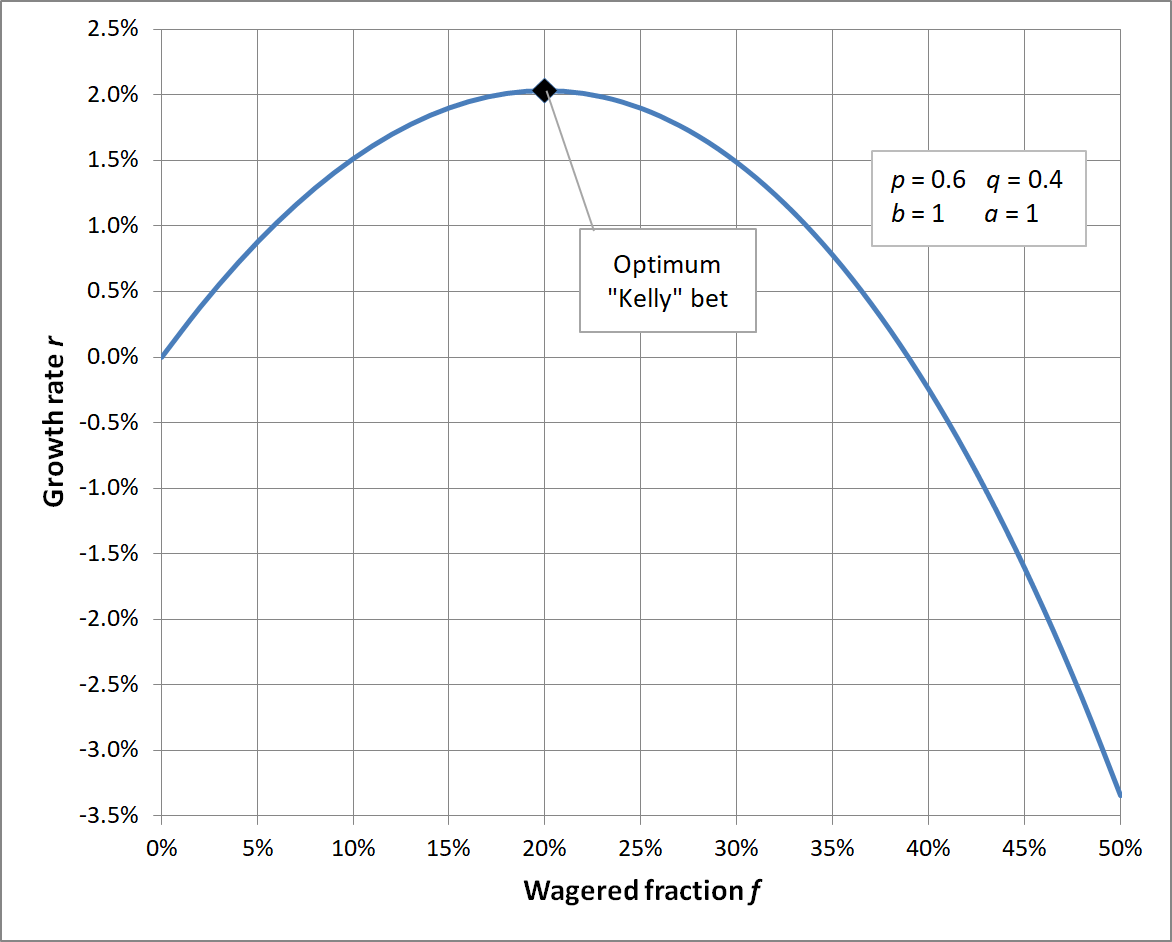 2.5%
2.0%
1.5%
1.0%
0.5%
0.0%
-0.5%
-1.0%
-1.5%
-2.0%
-2.5%
-3.0%
-3.5%
Growth rate r
p = 0.6 q = 0.4
b = 1 a = 1
Optimum
"Kelly" bet
0% 5% 10% 15% 20% 25% 30% 35% 40% 45% 50%
Wagered fraction f